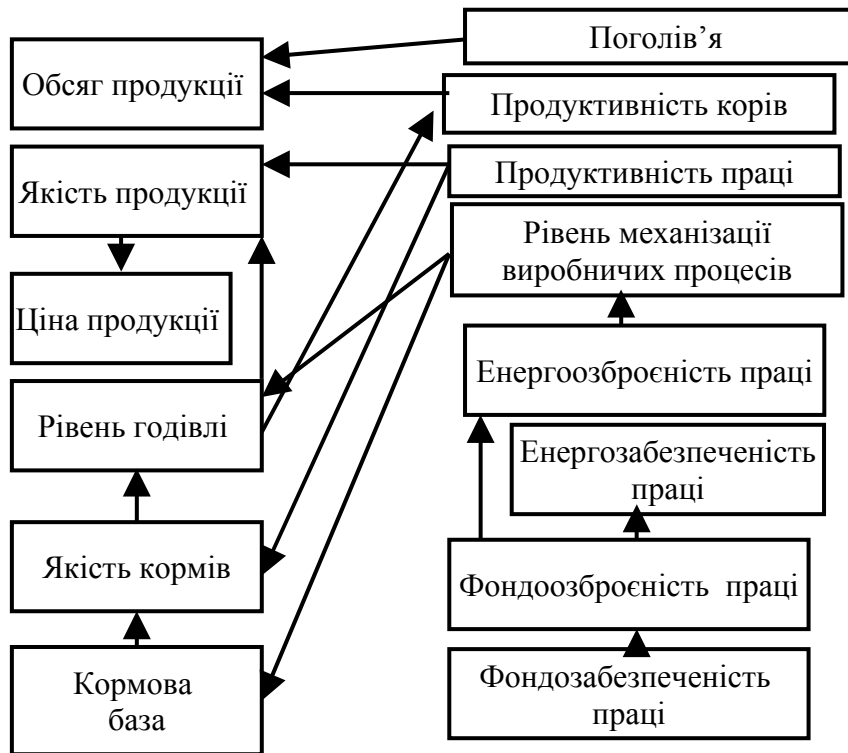 Поголів’я
Обсяг продукції
Продуктивність корів
Продуктивність праці
Якість продукції
Рівень механізації
виробничих процесів
Ціна продукції
Енергоозброєність праці
Рівень годівлі
Енергозабезпеченість
праці
Якість кормів
Фондоозброєність праці
Кормова
база
Фондозабезпеченість
праці